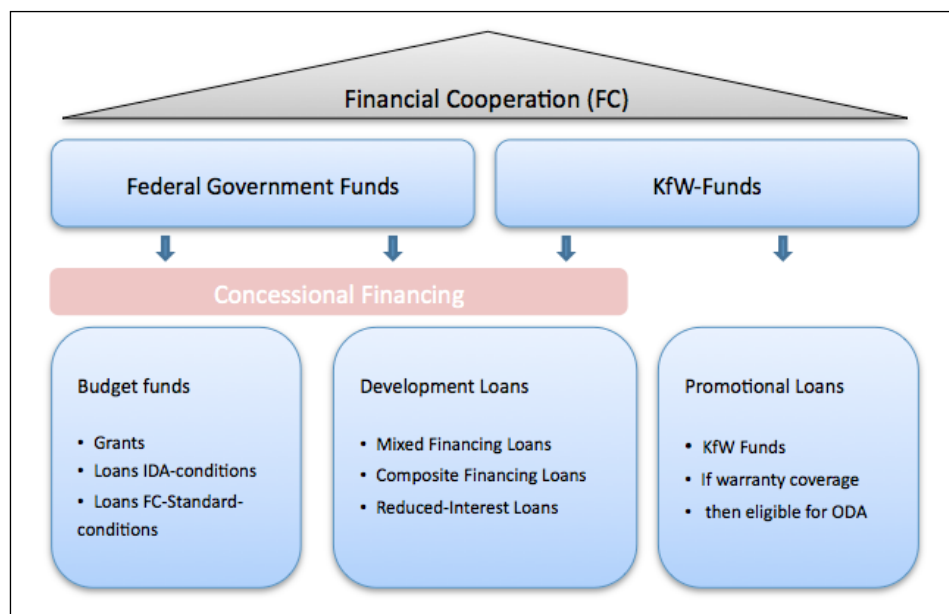 Financial Cooperation (FC)
Federal Government Funds
KfW-Funds
Concessional Financing
Budget funds
• Grants
• Loans IDA-conditions
• Loans FC-Standard-
conditions
Development Loans
• Mixed Financing Loans
• Composite Financing Loans
• Reduced-Interest Loans
Promotional Loans
• KfW Funds
• If warranty coverage
• then eligible for ODA